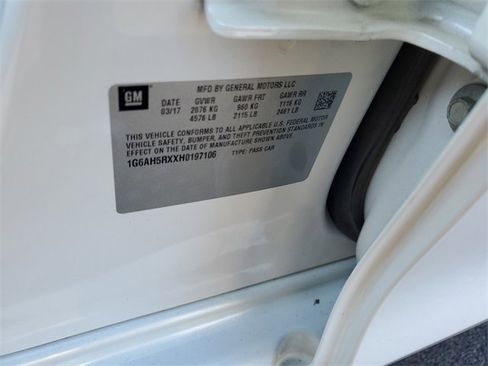 MFD BY GENERAL MOTORS LLC
GM DATE GVWR GAWR FRT GAWR RR
03/17 2076 KG 960 KG 1116 KG
4576 LB 2115 LB 2461 LB
THIS VEHICLE CONFORMS TO ALL APPLICABLE U.S. FEDERAL MOTOR
VEHICLE SAFETY, BUMPER, AND THEFT PREVENTION STANDARDS IN
EFFECT ON THE DATE OF MANUFACTURE SHOWN ABOVE.
1G6AH5RXXH0197106 TYPE: PASS CAR